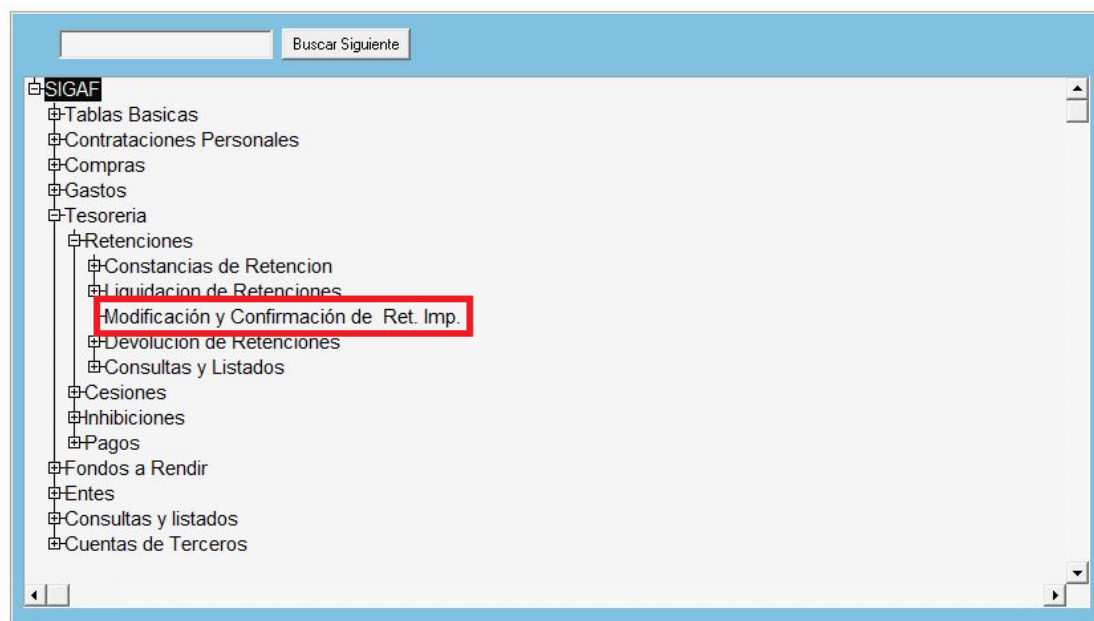 Buscar Siguiente
SIGAF
Tablas Basicas
Contrataciones Personales
Compras
Gastos
Tesoreria
Retenciones
Constancias de Retencion
Liquidacion de Retenciones
Modificación y Confirmación de Ret. Imp.
Devolucion de Retenciones
Consultas y Listados
Cesiones
Inhibiciones
Pagos
Fondos a Rendir
Entes
Consultas y listados
Cuentas de Terceros